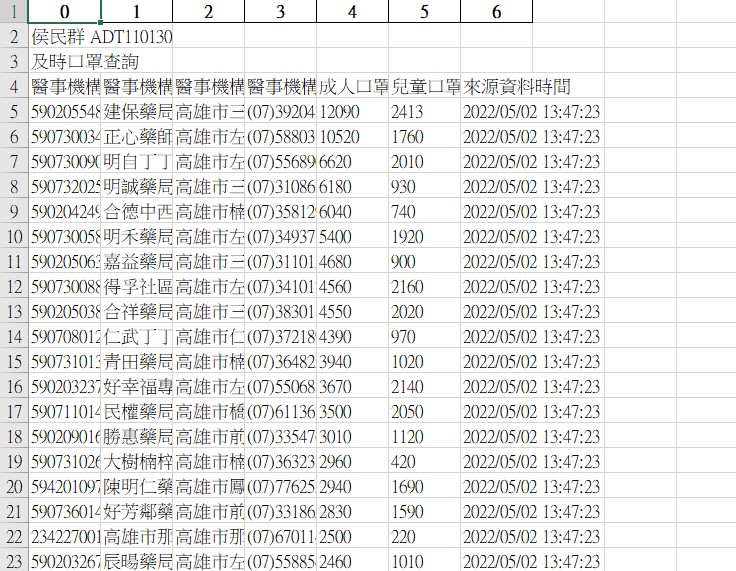 1 0 1 2 3 4 5 6
2 侯民群 ADT110130
3 及時口罩查詢
4 醫事機構 醫事機構 醫事機構 醫事機構 成人口罩 兒童口罩 來源資料時間
5 59020554 建保藥局 高雄市三 (07)39204 12090 2413 2022/05/02 13:47:23
6 59073003 正心藥師 高雄市左 (07)58803 10520 1760 2022/05/02 13:47:23
7 59073009 明自丁丁 高雄市左 (07)55689 6620 2010 2022/05/02 13:47:23
8 59073202 明誠藥局 高雄市三 (07)31086 6180 930 2022/05/02 13:47:23
9 59020424 合德中西 高雄市楠 (07)35812 6040 740 2022/05/02 13:47:23
10 59073005 明禾藥局 高雄市左 (07)34937 5400 1920 2022/05/02 13:47:23
11 59020506 嘉益藥局 高雄市三 (07)31101 4680 900 2022/05/02 13:47:23
12 59073008 得孚社區 高雄市左 (07)34101 4560 2160 2022/05/02 13:47:23
13 59020503 合祥藥局 高雄市三 (07)38301 4550 2020 2022/05/02 13:47:23
14 59070801 仁武丁丁 高雄市仁 (07)37218 4390 970 2022/05/02 13:47:23
15 59073101 青田藥局 高雄市楠 (07)36482 3940 1020 2022/05/02 13:47:23
16 59020323 好幸福專 高雄市左 (07)55068 3670 2140 2022/05/02 13:47:23
17 59071101 民權藥局 高雄市橋 (07)61136 3500 2050 2022/05/02 13:47:23
18 59020901 勝惠藥局 高雄市前 (07)33547 3010 1120 2022/05/02 13:47:23
19 59073102 大樹楠梓 高雄市楠 (07)36323 2960 420 2022/05/02 13:47:23
20 59420109 陳明仁藥 高雄市鳳 (07)77625 2940 1690 2022/05/02 13:47:23
21 59073601 好芳鄰藥 高雄市前 (07)33186 2830 1590 2022/05/02 13:47:23
22 23422700 高雄市那 高雄市那 (07)67011 2500 220 2022/05/02 13:47:23
23 59020326 辰暘藥局 高雄市左 (07)55885 2460 1010 2022/05/02 13:47:23